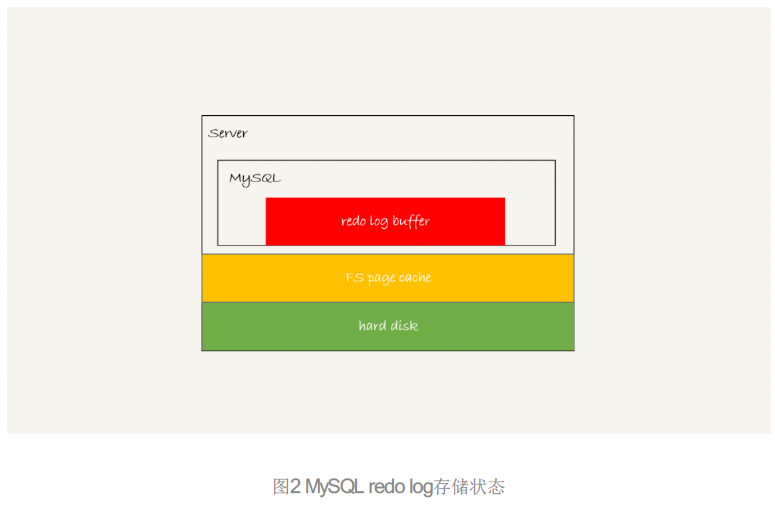 Server
MySQL
redo log buffer
FS page cache
hard disk
图2 MySQL redo log存储状态